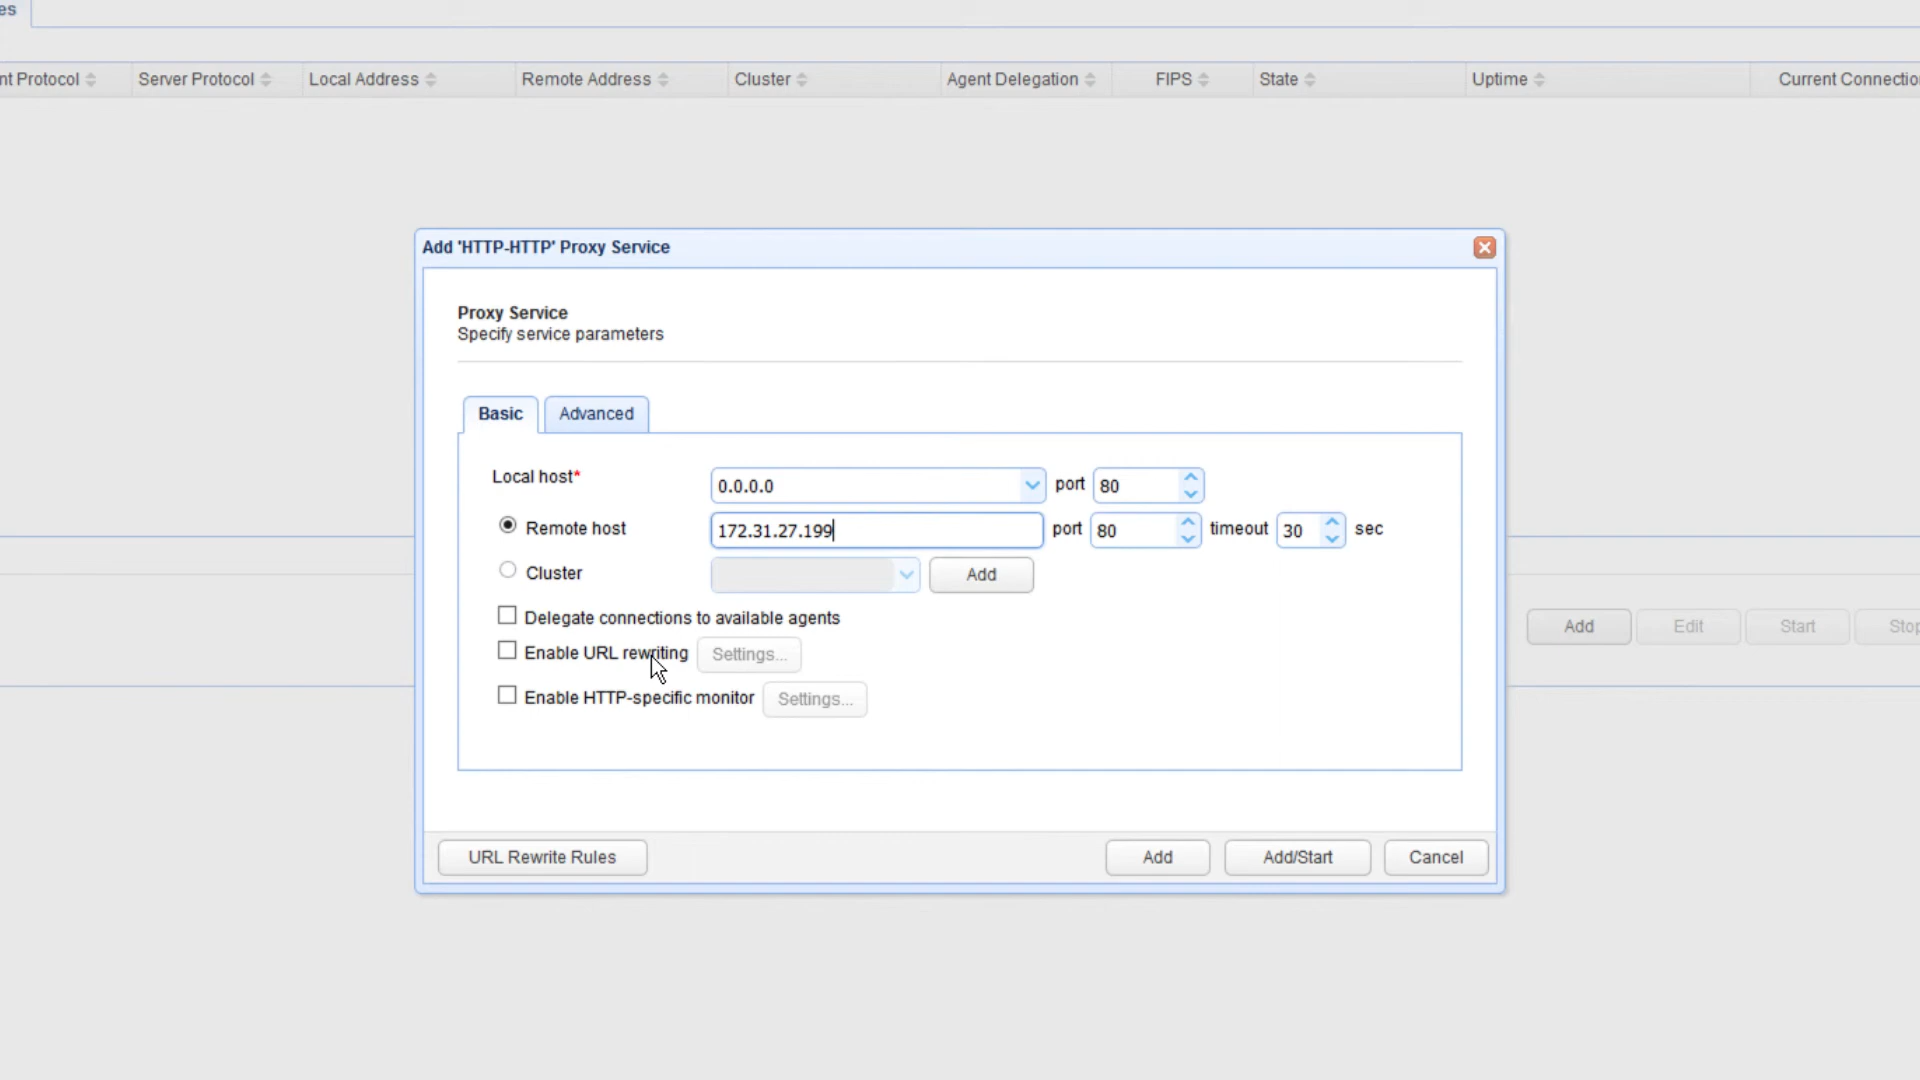 es
nt Protocol Server Protocol Local Address Remote Address Cluster Agent Delegation FIPS State Uptime Current Connectio
Add 'HTTP-HTTP' Proxy Service
Proxy Service
Specify service parameters
Basic Advanced
Local host* 0.0.0.0 port 80
Remote host 172.31.27.199 port 80 timeout 30 sec
Cluster Add
Delegate connections to available agents
Enable URL rewriting Settings...
Enable HTTP-specific monitor Settings...
Add Edit Start Stop
URL Rewrite Rules Add Add/Start Cancel